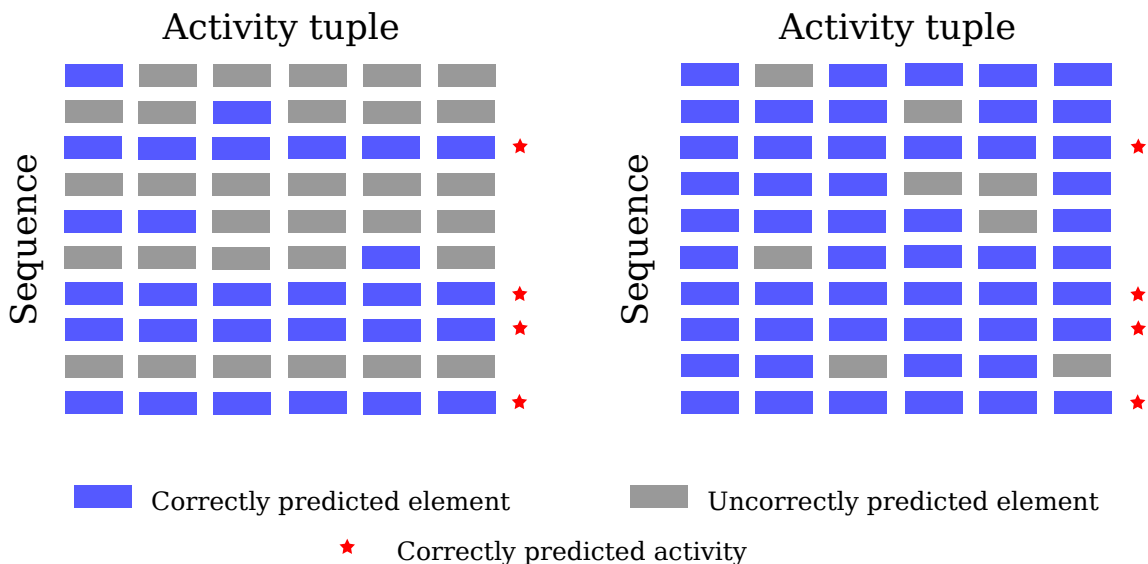 Activity tuple
Activity tuple
Sequence
Sequence
Correctly predicted element
Uncorrectly predicted element
Correctly predicted activity